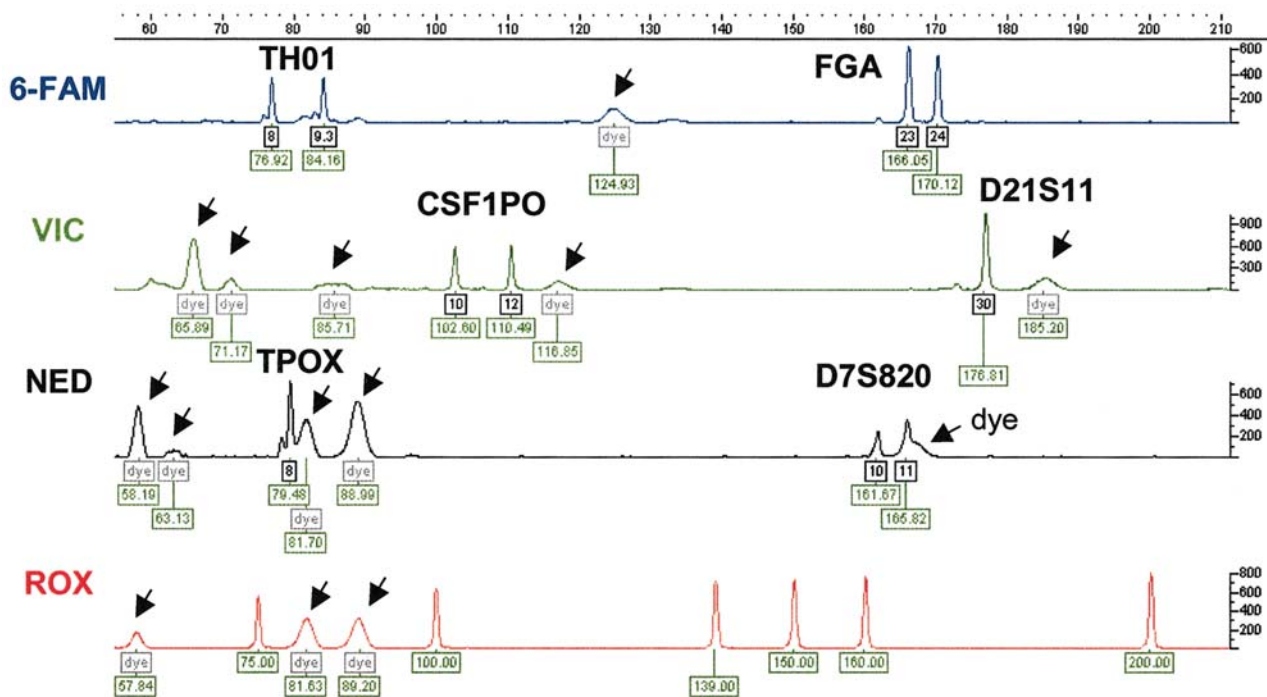 60 70 80 90 100 110 120 130 140 150 160 170 180 190 200 210
6-FAM
TH01
FGA
600
400
200
8 9.3 dye 23 24
76.92 84.16 124.93 166.05 170.12
VIC
CSF1PO
D21S11
900
600
300
dye dye dye 10 12 dye 30 dye
65.89 71.17 85.71 102.60 110.49 116.85 176.81 185.20
NED
TPOX
D7S820
dye
600
400
200
dye dye 8 dye 10 11
58.19 63.13 79.48 88.99 161.67 165.82
dye
81.70
ROX
800
600
400
200
dye 75.00 dye dye 100.00 139.00 150.00 160.00 200.00
57.84 81.63 89.20